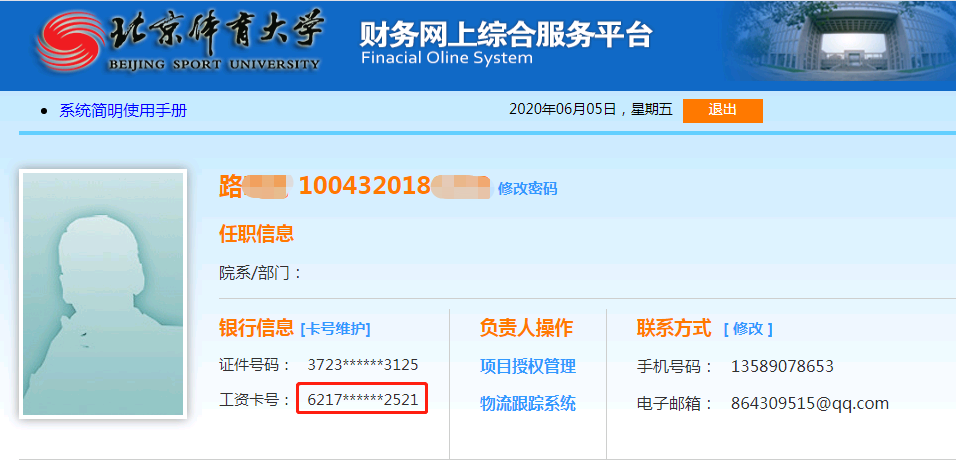 北京体育大学
BEIJING SPORT UNIVERSITY
财务网上综合服务平台
Finacial Oline System
系统简明使用手册
2020年06月05日，星期五 退出
路 100432018 修改密码
任职信息
院系/部门：
银行信息 [卡号维护]
证件号码： 3723******3125
工资卡号： 6217******2521
负责人操作
项目授权管理
物流跟踪系统
联系方式 [ 修改 ]
手机号码： 13589078653
电子邮箱： 864309515@qq.com